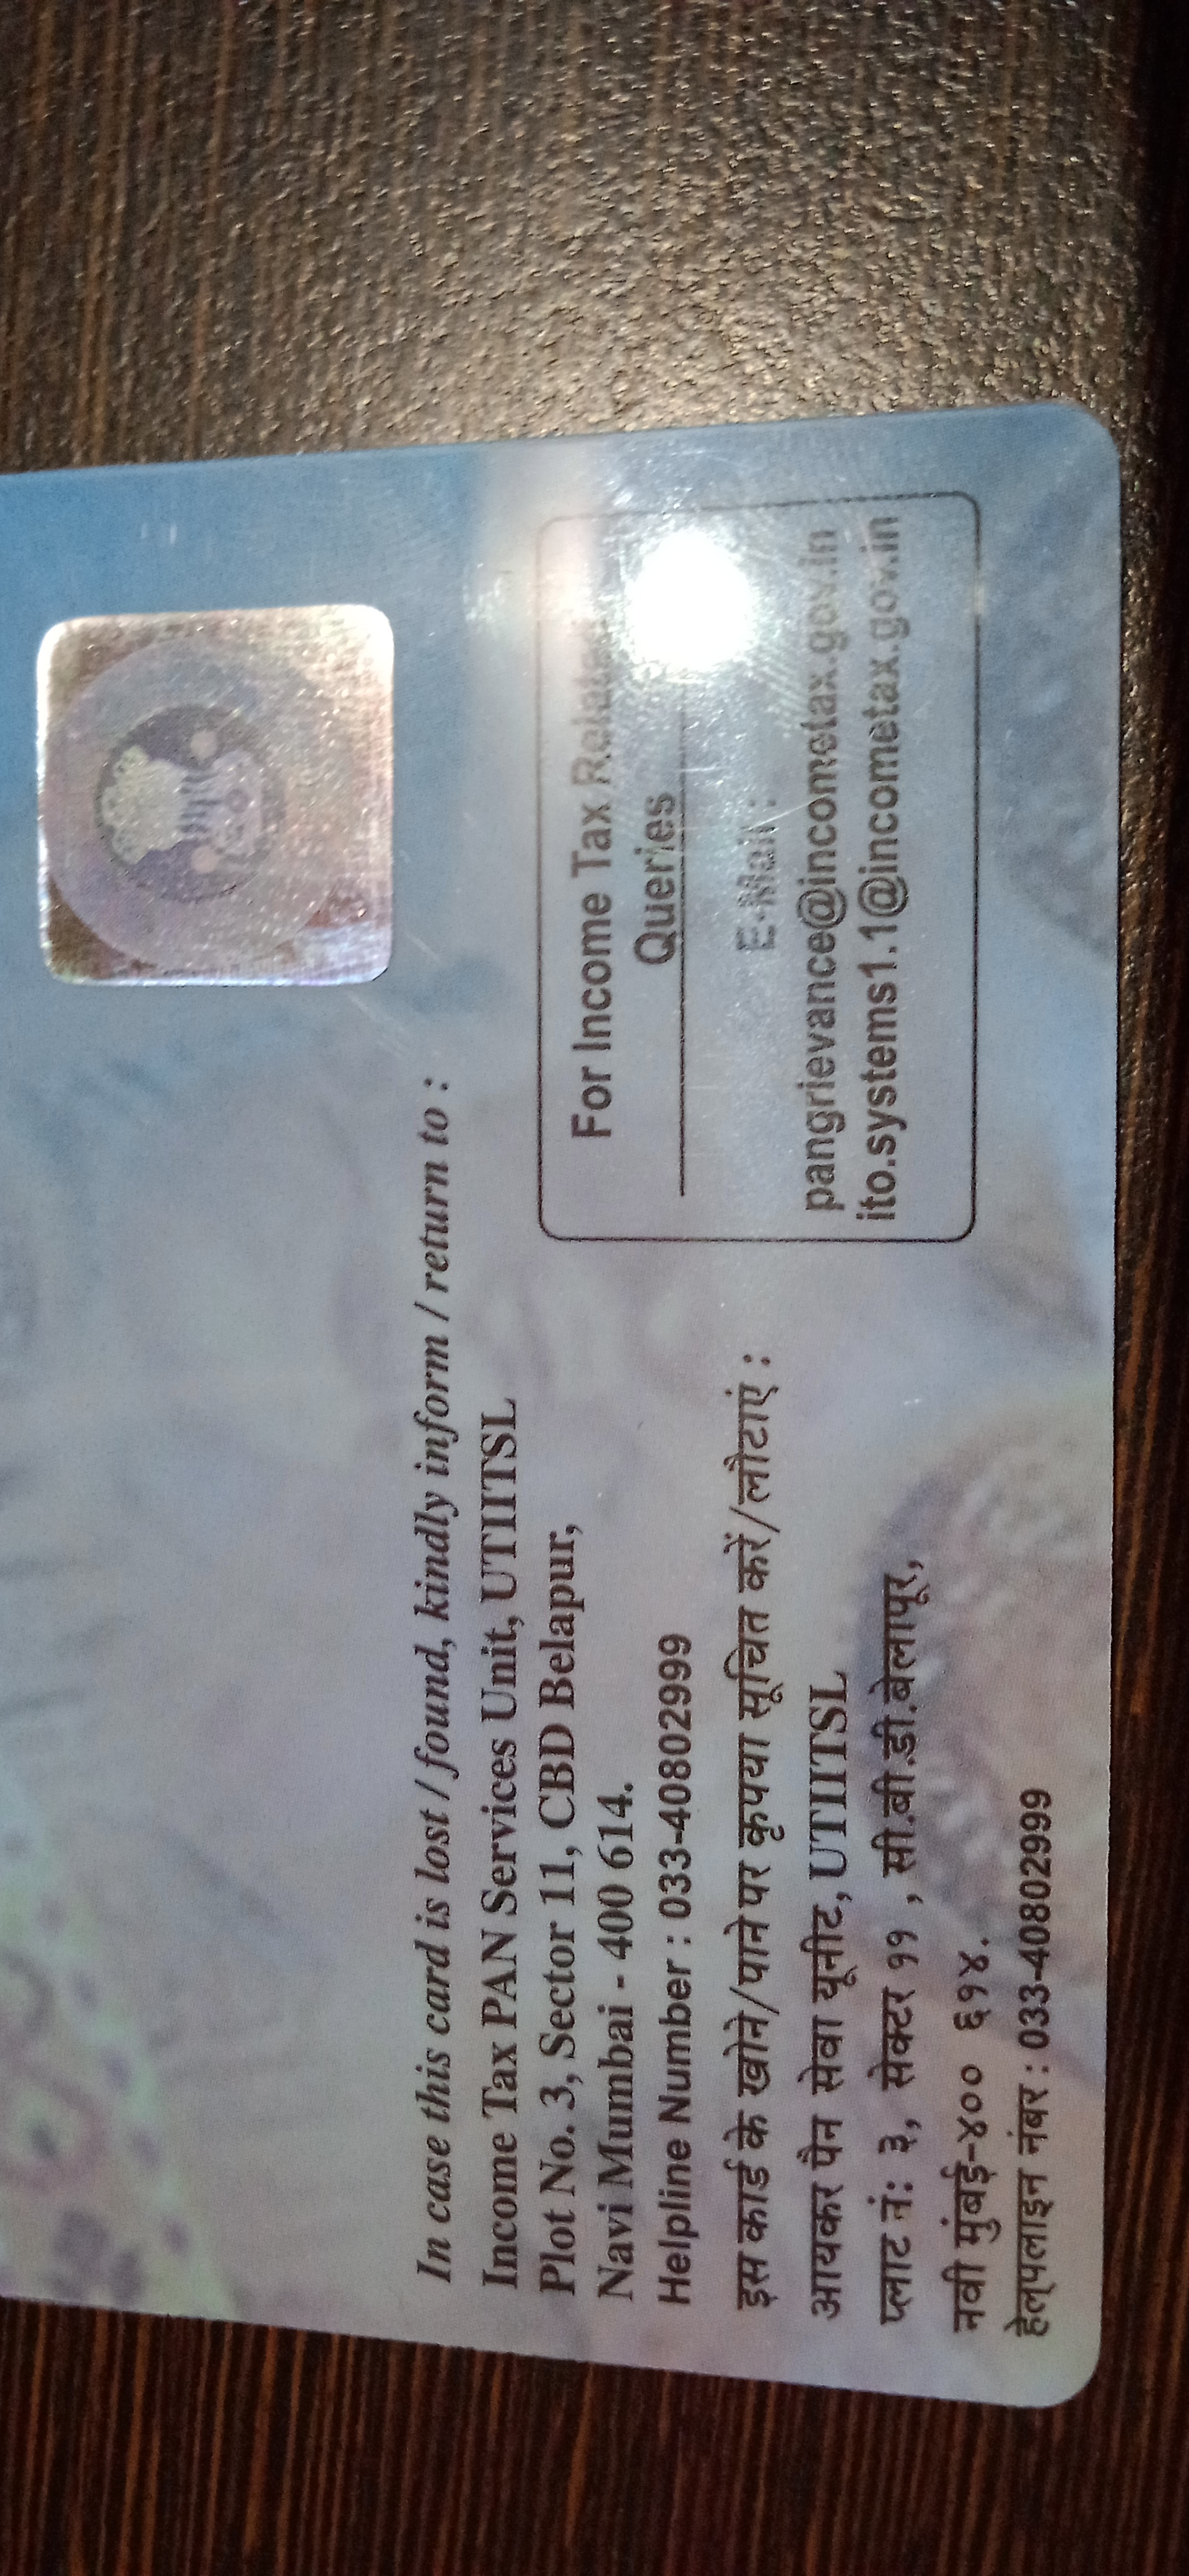 In case this card is lost / found, kindly inform / return to :
Income Tax PAN Services Unit, UTIITSL
Plot No. 3, Sector 11, CBD Belapur,
Navi Mumbai - 400 614.
Helpline Number : 033-40802999
For Income Tax Related
Queries
E-Mail :
pangrievance@incometax.gov.in
ito.systems1.1@incometax.gov.in
इस कार्ड के खोने/पाने पर कृपया सूचित करें/लौटाएं :
आयकर पैन सेवा यूनीट, UTIITSL
प्लाट नं: ३, सेक्टर ११ , सी.बी.डी.बेलापूर,
नवी मुंबई-४०० ६१४.
हेल्पलाइन नंबर : 033-40802999